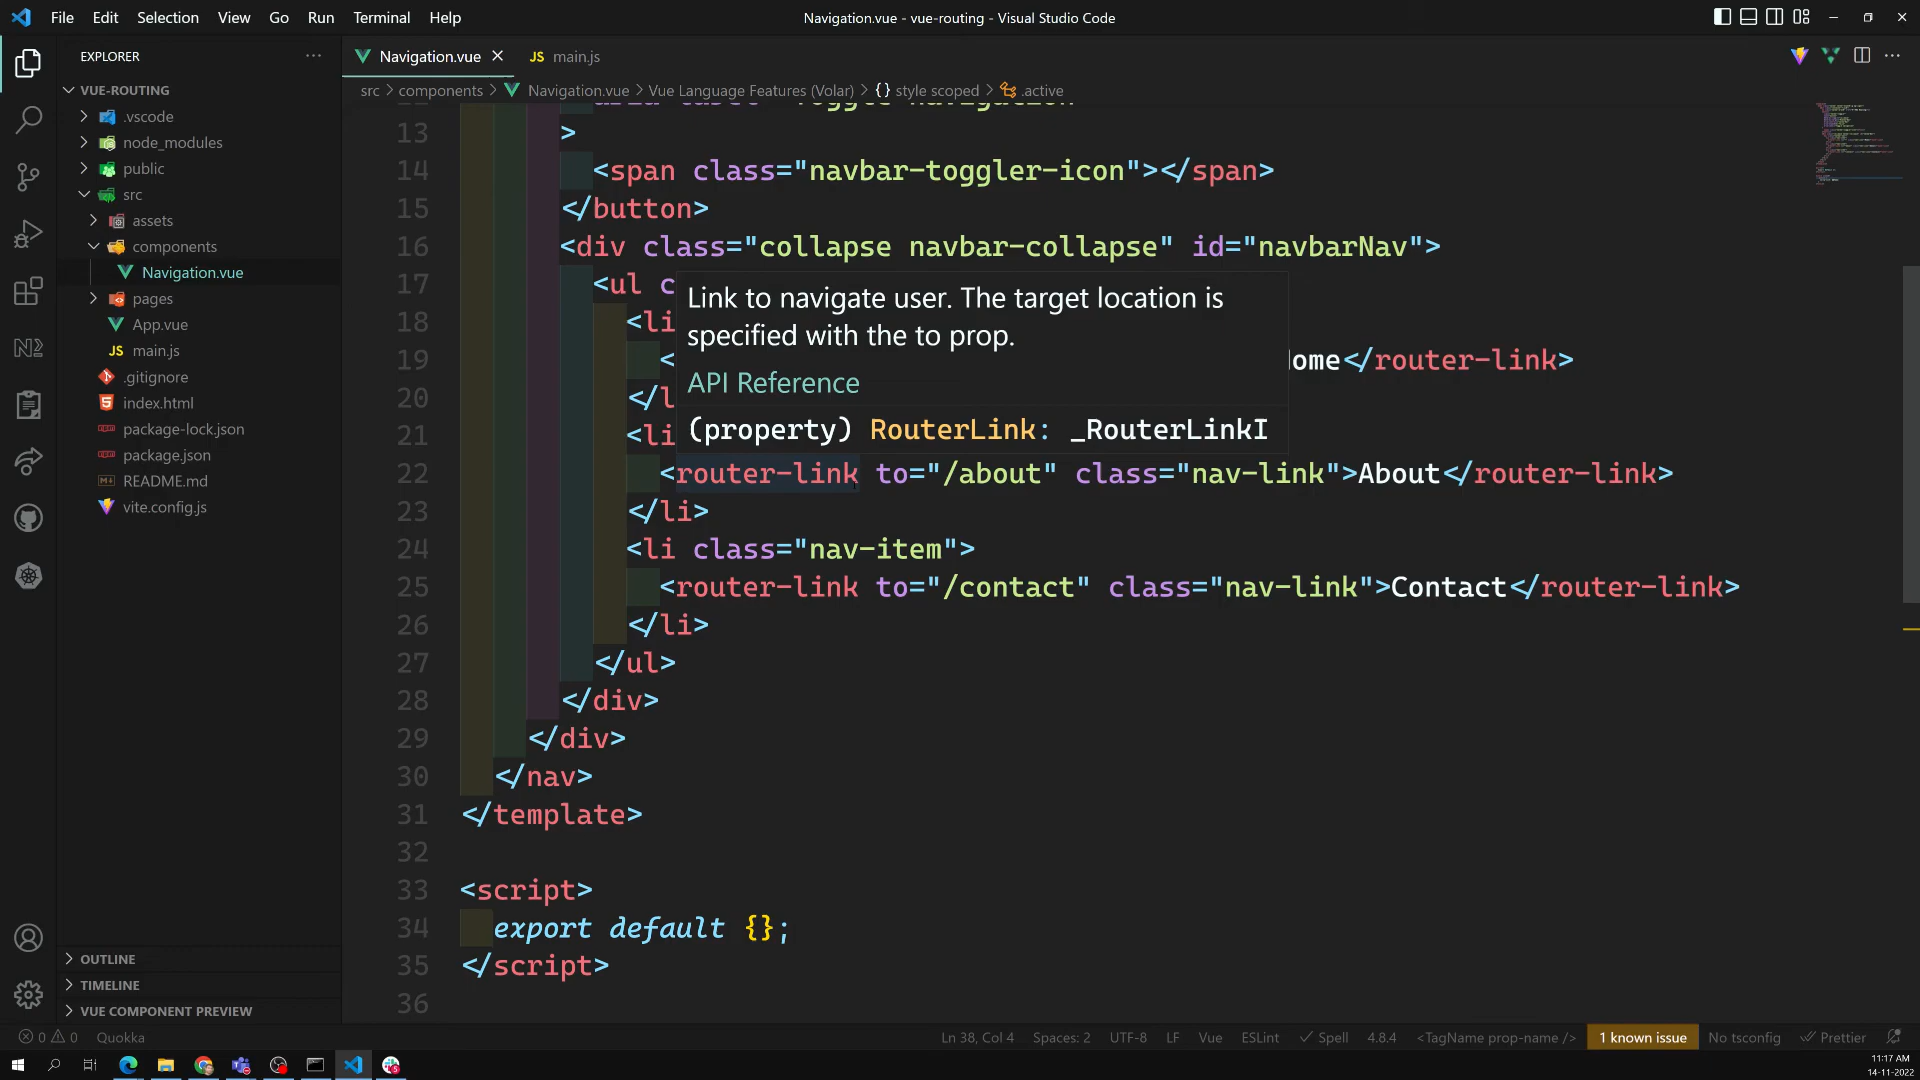 File Edit Selection View Go Run Terminal Help
Navigation.vue - vue-routing - Visual Studio Code
EXPLORER
VUE-ROUTING
.vscode
node_modules
public
src
assets
components
Navigation.vue
pages
App.vue
JS main.js
.gitignore
index.html
package-lock.json
package.json
README.md
vite.config.js
OUTLINE
TIMELINE
VUE COMPONENT PREVIEW
Navigation.vue JS main.js
src > components > Navigation.vue > Vue Language Features (Volar) > {} style scoped > .active
13 >
14 <span class="navbar-toggler-icon"></span>
15 </button>
16 <div class="collapse navbar-collapse" id="navbarNav">
17 <ul c
18 <li
19 < ome</router-link>
20 </l
21 <li
Link to navigate user. The target location is
specified with the to prop.
API Reference
(property) RouterLink: _RouterLinkI
22 <router-link to="/about" class="nav-link">About</router-link>
23 </li>
24 <li class="nav-item">
25 <router-link to="/contact" class="nav-link">Contact</router-link>
26 </li>
27 </ul>
28 </div>
29 </div>
30 </nav>
31 </template>
32
33 <script>
34 export default {};
35 </script>
36
0 0 Quokka Ln 38, Col 4 Spaces: 2 UTF-8 LF Vue ESLint Spell 4.8.4 <TagName prop-name /> 1 known issue No tsconfig Prettier
11:17 AM
14-11-2022